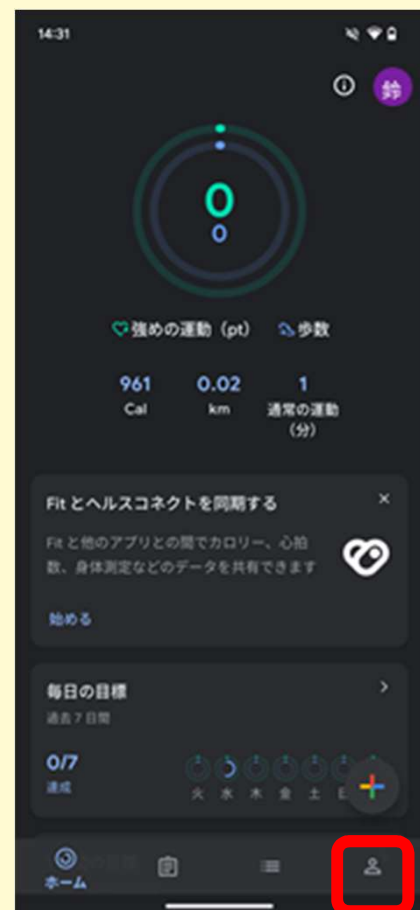 14:31
鈴
0
0
強めの運動（pt） 歩数
961 0.02 1
Cal km 通常の運動
（分）
Fit とヘルスコネクトを同期する
Fit と他のアプリとの間でカロリー、心拍
数、身体測定などのデータを共有できます
始める
毎日の目標
過去 7 日間
0/7
達成
火 水 木 金 土
ホーム